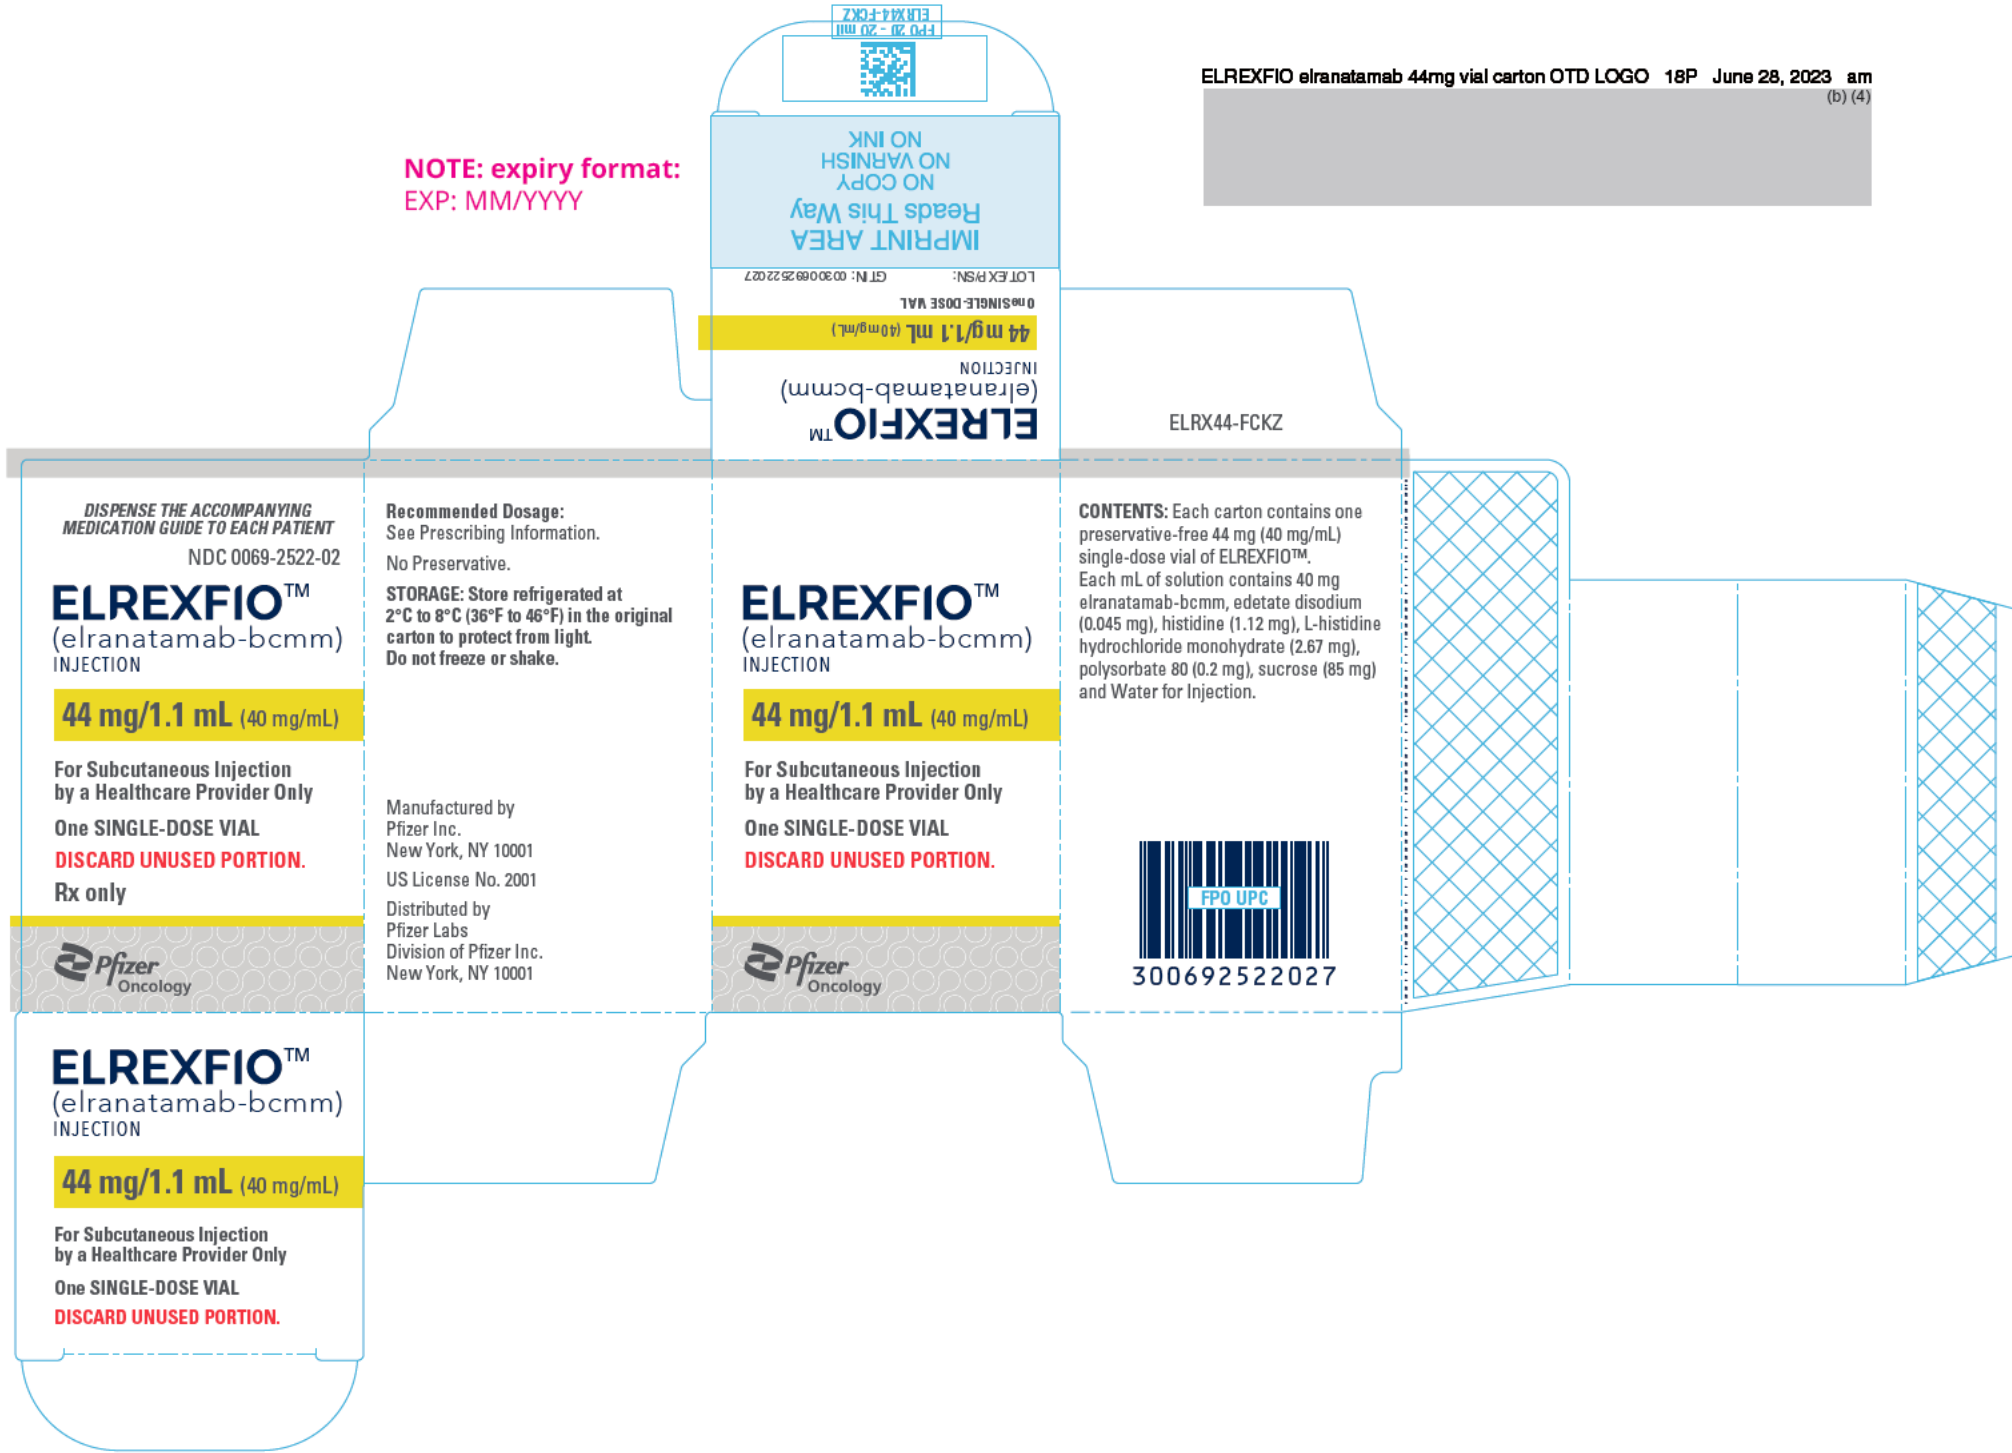 FPO 2D - 20 mil
ELRX44-FCKZ
ELREXFIO elranatamab 44mg vial carton OTD LOGO 18P June 28, 2023 am
(b) (4)
NOTE: expiry format:
EXP: MM/YYYY
IMPRINT AREA
Reads This Way
NO COPY
NO VARNISH
NO INK
ELREXFIO™
(elranatamab-bcmm)
INJECTION
44 mg/1.1 mL (40 mg/mL)
One SINGLE-DOSE VIAL
LOT/EXP/SN: GTIN: 00300692522027
ELRX44-FCKZ
DISPENSE THE ACCOMPANYING
MEDICATION GUIDE TO EACH PATIENT
NDC 0069-2522-02
ELREXFIO™
(elranatamab-bcmm)
INJECTION
44 mg/1.1 mL (40 mg/mL)
For Subcutaneous Injection
by a Healthcare Provider Only
One SINGLE-DOSE VIAL
DISCARD UNUSED PORTION.
Rx only
Pfizer
Oncology
Recommended Dosage:
See Prescribing Information.
No Preservative.
STORAGE: Store refrigerated at
2°C to 8°C (36°F to 46°F) in the original
carton to protect from light.
Do not freeze or shake.
Manufactured by
Pfizer Inc.
New York, NY 10001
US License No. 2001
Distributed by
Pfizer Labs
Division of Pfizer Inc.
New York, NY 10001
ELREXFIO™
(elranatamab-bcmm)
INJECTION
44 mg/1.1 mL (40 mg/mL)
For Subcutaneous Injection
by a Healthcare Provider Only
One SINGLE-DOSE VIAL
DISCARD UNUSED PORTION.
Pfizer
Oncology
CONTENTS: Each carton contains one
preservative-free 44 mg (40 mg/mL)
single-dose vial of ELREXFIO™.
Each mL of solution contains 40 mg
elranatamab-bcmm, edetate disodium
(0.045 mg), histidine (1.12 mg), L-histidine
hydrochloride monohydrate (2.67 mg),
polysorbate 80 (0.2 mg), sucrose (85 mg)
and Water for Injection.
FPO UPC
300692522027
ELREXFIO™
(elranatamab-bcmm)
INJECTION
44 mg/1.1 mL (40 mg/mL)
For Subcutaneous Injection
by a Healthcare Provider Only
One SINGLE-DOSE VIAL
DISCARD UNUSED PORTION.